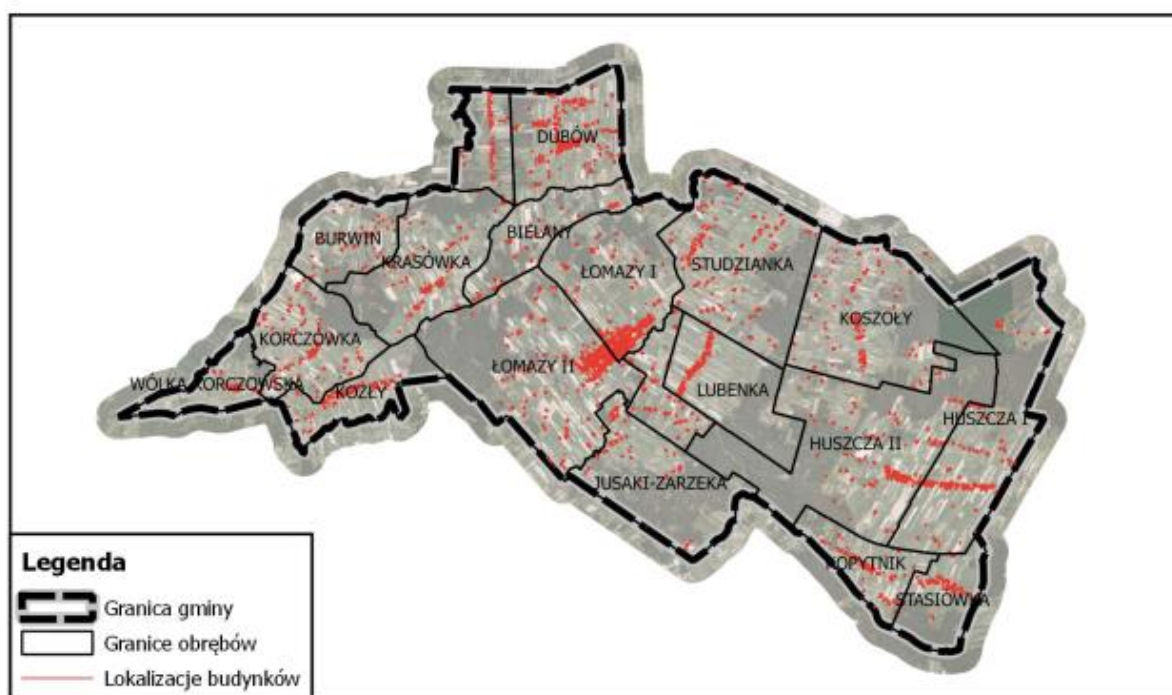 DUBÓW
BURWIN
BIELANY
KRASÓWKA
ŁOMAZY I
STUDZIANKA
KOSZOŁY
KORCZÓWKA
ŁOMAZY II
WÓLKA KORCZOWSKA
KOZŁY
LUBENKA
HUSZCZA I
HUSZCZA II
JUSAKI-ZARZEKA
KOPYTNIK
STASIÓWKA
Legenda
Granica gminy
Granice obrębów
Lokalizacje budynków